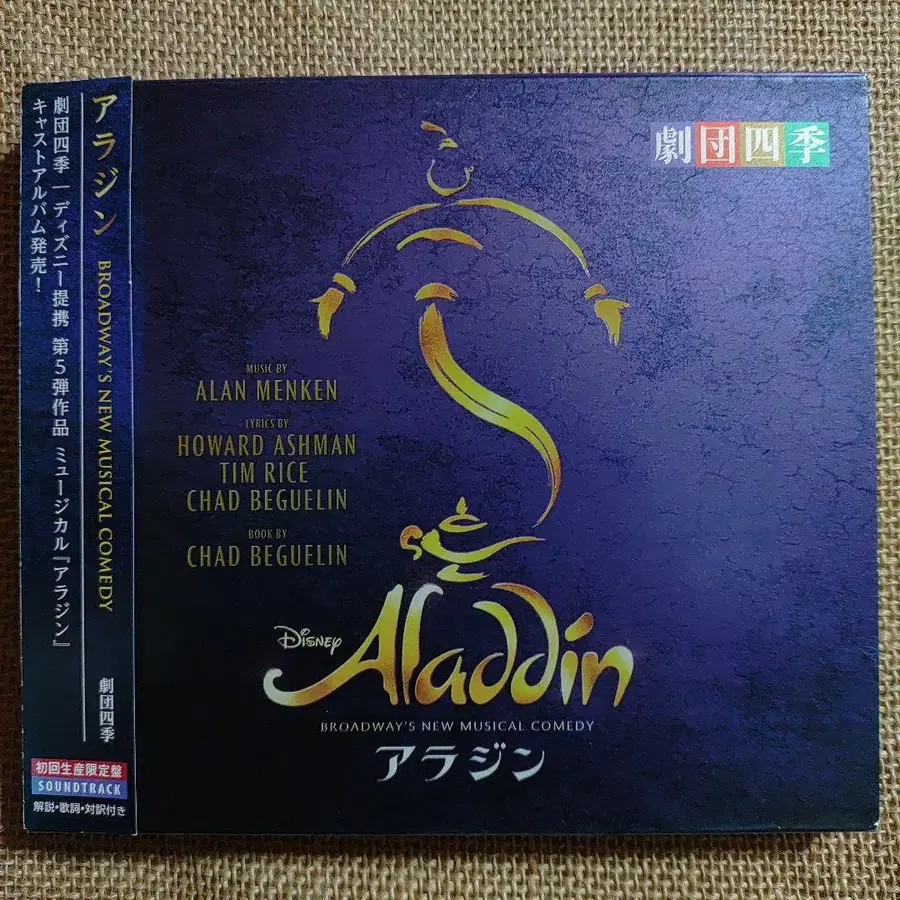 アラジン BROADWAY'S NEW MUSICAL COMEDY 劇団四季
劇団四季 — ディズニー提携 第5弾作品 ミュージカル『アラジン』
キャストアルバム発売!
初回生産限定盤
SOUNDTRACK
解説・歌詞・対訳付き
劇団四季
MUSIC BY
ALAN MENKEN
LYRICS BY
HOWARD ASHMAN
TIM RICE
CHAD BEGUELIN
BOOK BY
CHAD BEGUELIN
DISNEY
Aladdin
BROADWAY'S NEW MUSICAL COMEDY
アラジン